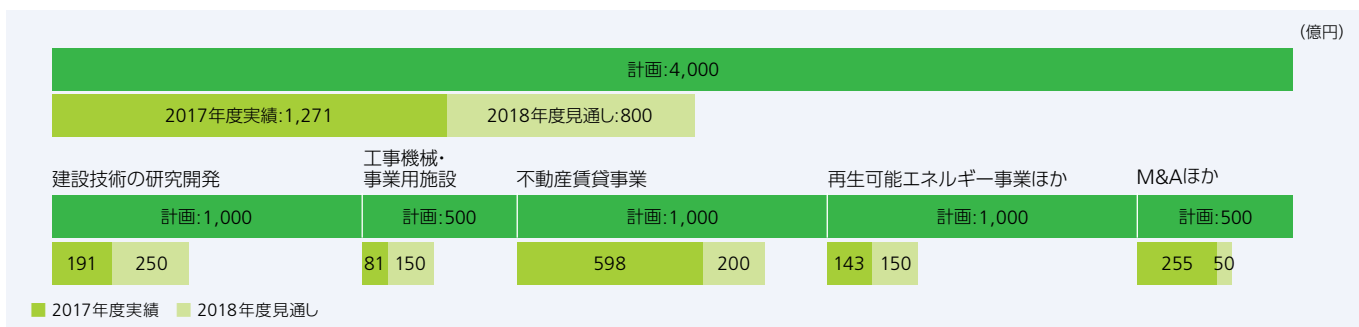 (億円)
計画:4,000
2017年度実績:1,271 2018年度見通し:800
建設技術の研究開発
工事機械・
事業用施設
不動産賃貸事業
再生可能エネルギー事業ほか
M&Aほか
計画:1,000 計画:500 計画:1,000 計画:1,000 計画:500
191 250 81 150 598 200 143 150 255 50
2017年度実績 2018年度見通し